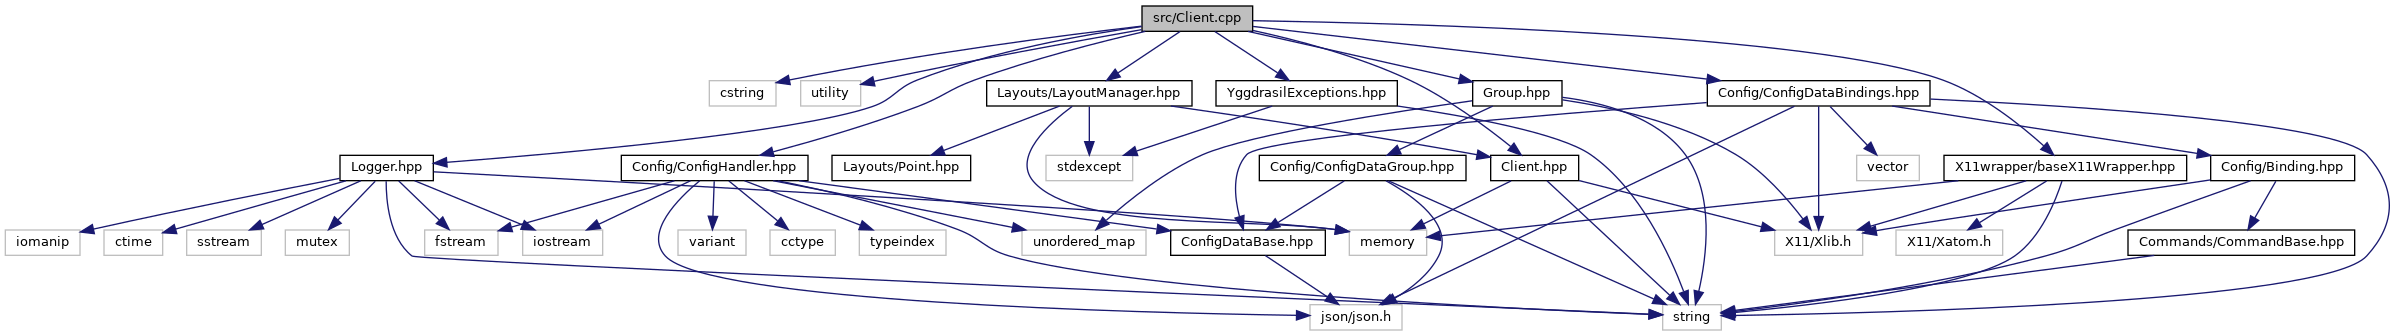 src/Client.cpp
cstring
utility
Layouts/LayoutManager.hpp
YggdrasilExceptions.hpp
Group.hpp
Config/ConfigDataBindings.hpp
Logger.hpp
Config/ConfigHandler.hpp
Layouts/Point.hpp
stdexcept
Config/ConfigDataGroup.hpp
Client.hpp
vector
X11wrapper/baseX11Wrapper.hpp
Config/Binding.hpp
iomanip
ctime
sstream
mutex
fstream
iostream
variant
cctype
typeindex
unordered_map
ConfigDataBase.hpp
memory
X11/Xlib.h
X11/Xatom.h
Commands/CommandBase.hpp
json/json.h
string